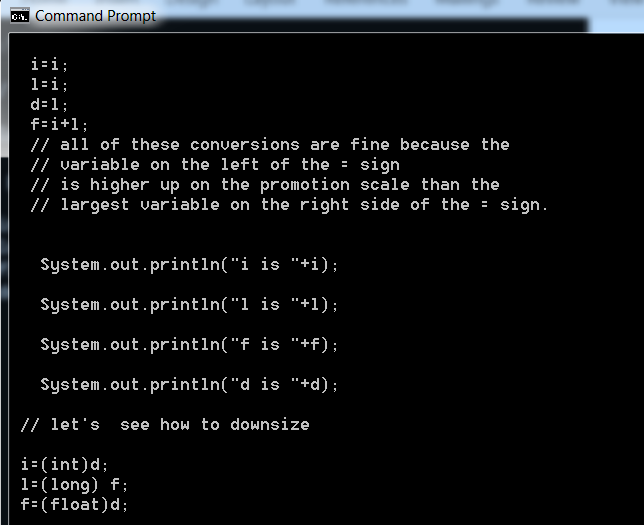 Command Prompt
i=i;
l=i;
d=l;
f=i+l;
// all of these conversions are fine because the
// variable on the left of the = sign
// is higher up on the promotion scale than the
// largest variable on the right side of the = sign.
System.out.println("i is "+i);
System.out.println("l is "+l);
System.out.println("f is "+f);
System.out.println("d is "+d);
// let's  see how to downsize
i=(int)d;
l=(long) f;
f=(float)d;